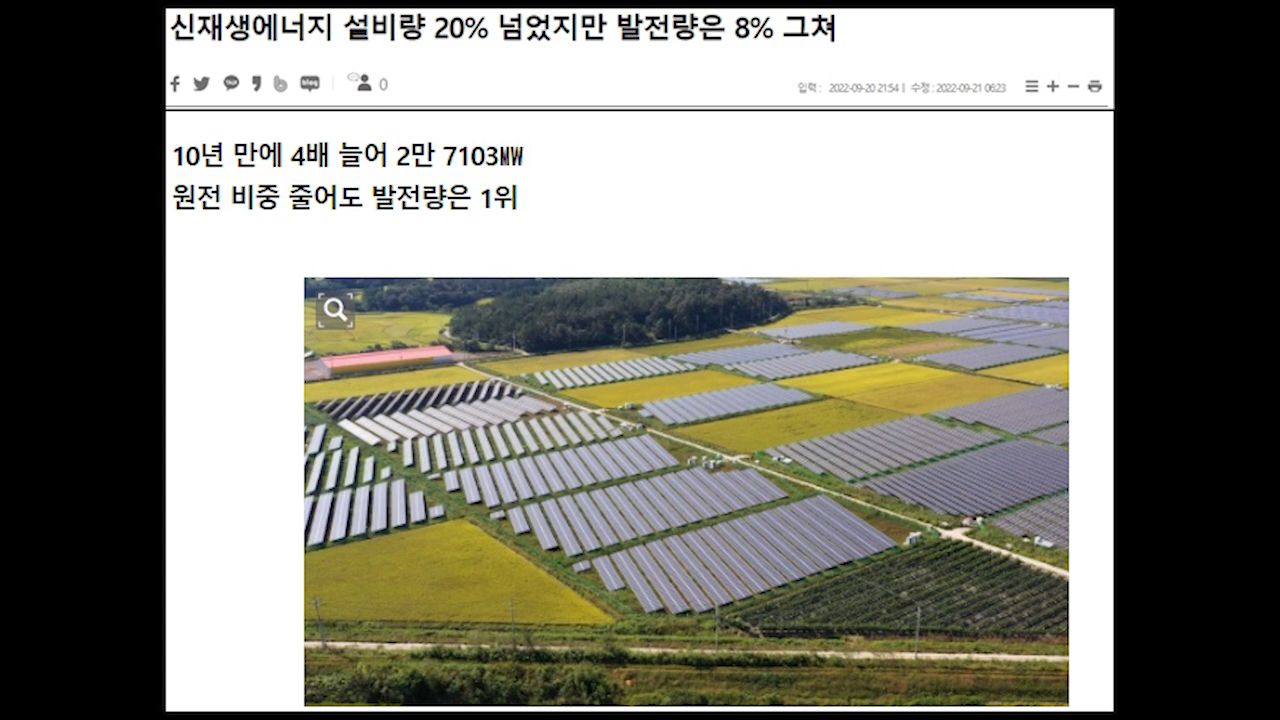 신재생에너지 설비량 20% 넘었지만 발전량은 8% 그쳐
TALK blog 0
입력 : 2022-09-20 21:54 | 수정 : 2022-09-21 06:23
10년 만에 4배 늘어 2만 7103㎿
원전 비중 줄어도 발전량은 1위